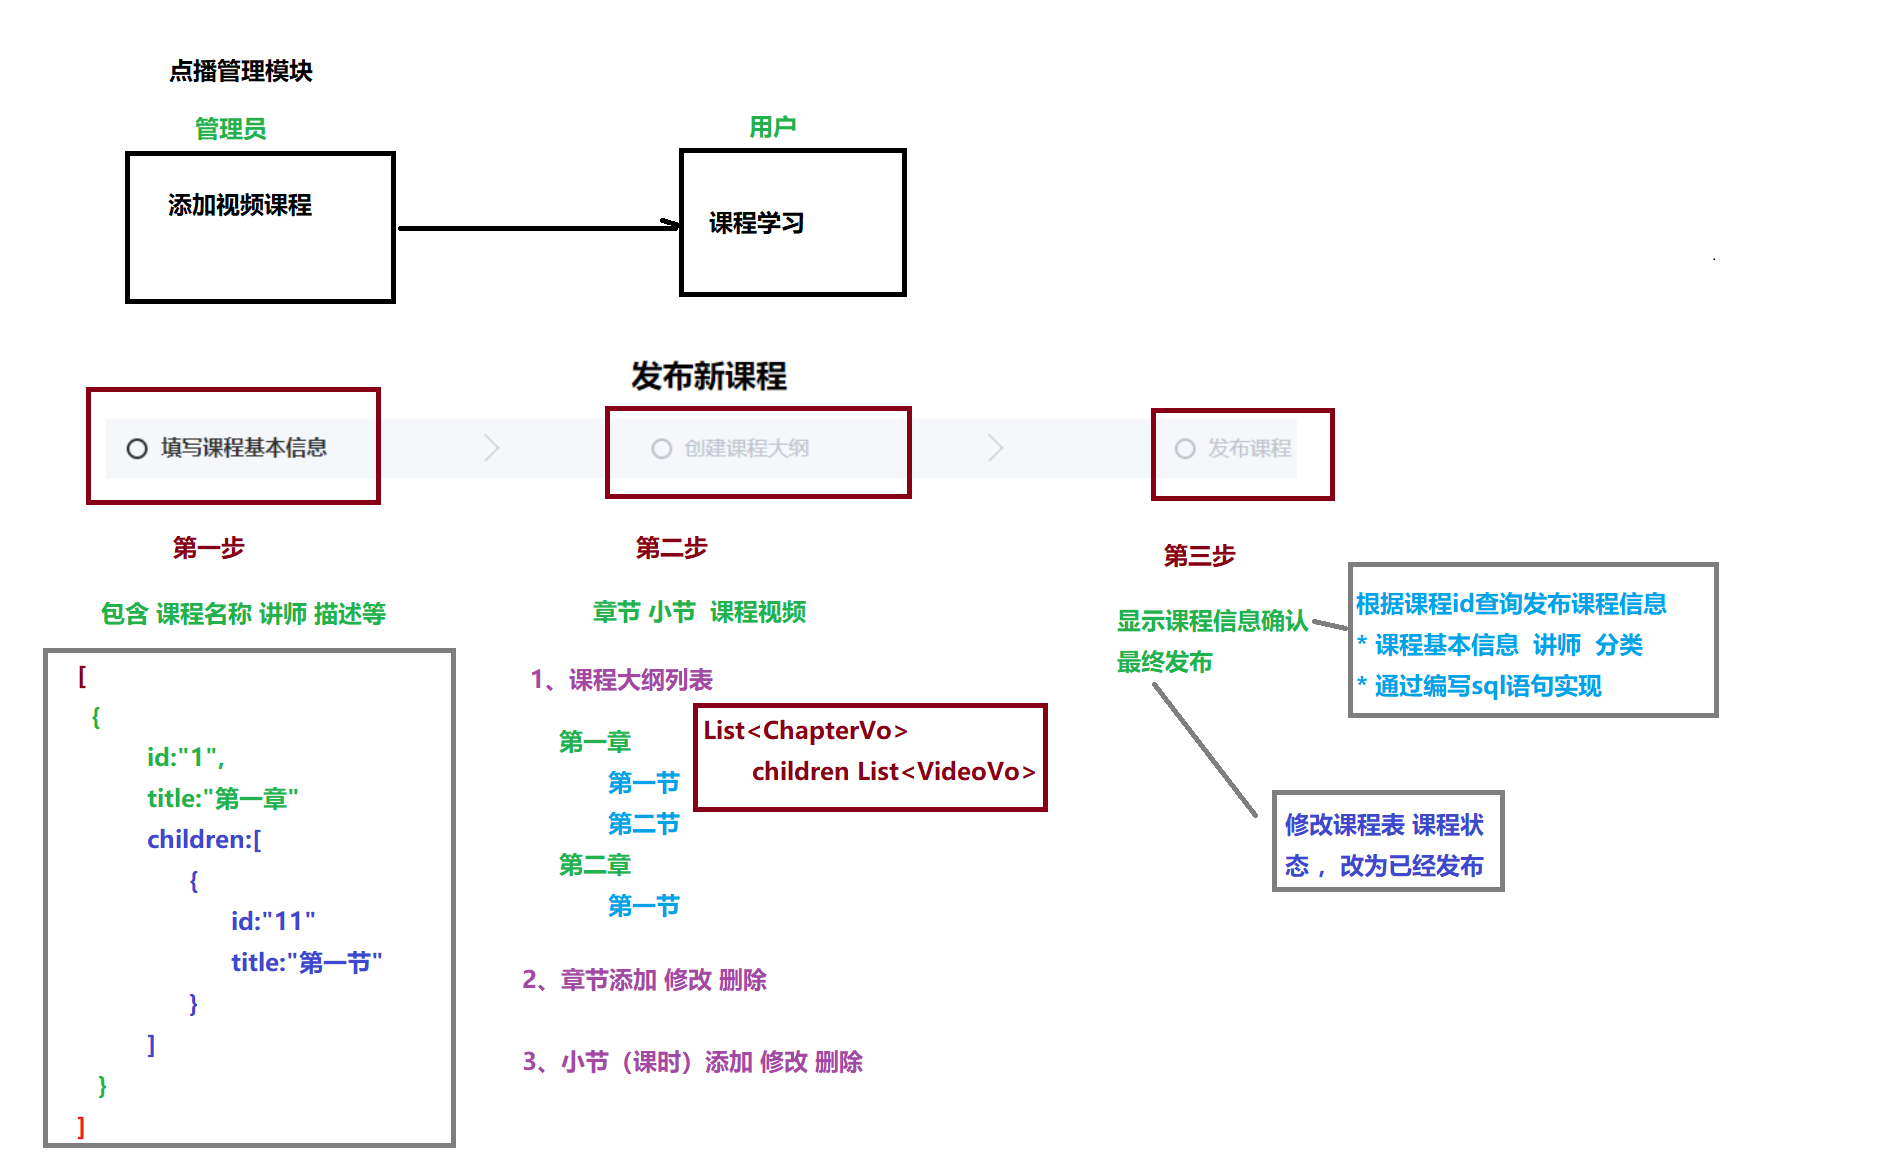 点播管理模块
管理员
用户
添加视频课程
课程学习
发布新课程
填写课程基本信息
创建课程大纲
发布课程
第一步
包含 课程名称 讲师 描述等
[
{
id:"1",
title:"第一章"
children:[
{
id:"11"
title:"第一节"
}
]
}
]
第二步
章节 小节 课程视频
1、课程大纲列表
第一章
第一节
第二节
第二章
第一节
List<ChapterVo>
children List<VideoVo>
2、章节添加 修改 删除
3、小节（课时）添加 修改 删除
第三步
显示课程信息确认
最终发布
根据课程id查询发布课程信息
* 课程基本信息 讲师 分类
* 通过编写sql语句实现
修改课程表 课程状
态，改为已经发布